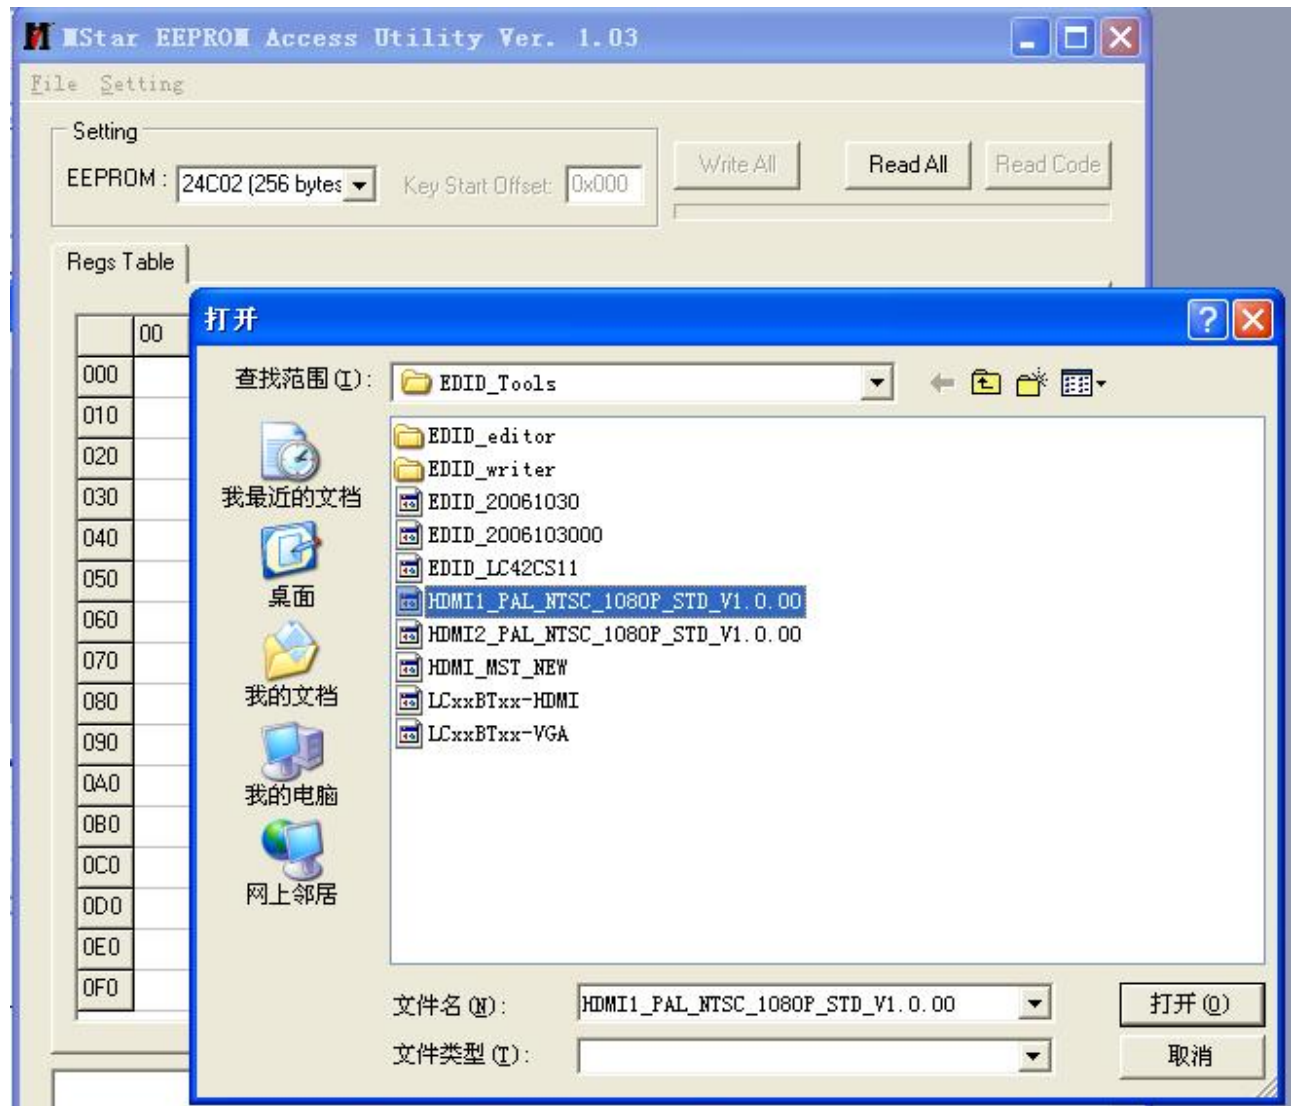 MStar EEPROM Access Utility Ver. 1.03
File Setting
Setting
EEPROM : 24C02 (256 bytes Key Start Offset: 0x000
Write All Read All Read Code
Regs Table
00
000
010
020
030
040
050
060
070
080
090
0A0
0B0
0C0
0D0
0E0
0F0
打开
查找范围(I): EDID_Tools
我最近的文档
桌面
我的文档
我的电脑
网上邻居
EDID_editor
EDID_writer
EDID_20061030
EDID_2006103000
EDID_LC42CS11
HDMI1_PAL_NTSC_1080P_STD_V1.0.00
HDMI2_PAL_NTSC_1080P_STD_V1.0.00
HDMI_MST_NEW
LCxxBTxx-HDMI
LCxxBTxx-VGA
文件名(N): HDMI1_PAL_NTSC_1080P_STD_V1.0.00 打开(O)
文件类型(T): 取消